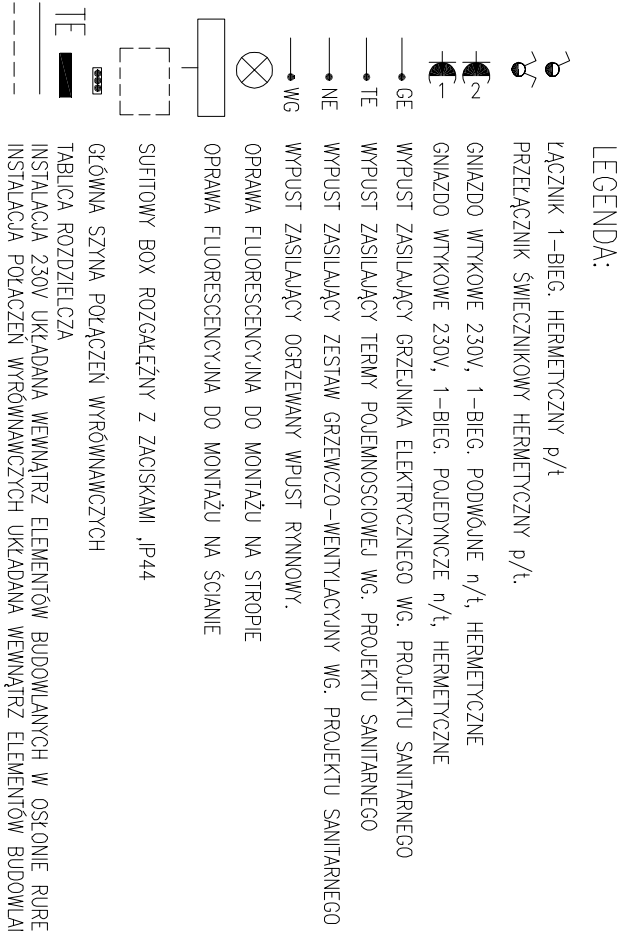 LEGENDA:
ŁĄCZNIK 1-BIEG. HERMETYCZNY p/t
PRZEŁĄCZNIK ŚWIECZNIKOWY HERMETYCZNY p/t.
2 GNIAZDO WTYKOWE 230V, 1-BIEG. PODWÓJNE n/t, HERMETYCZNE
1 GNIAZDO WTYKOWE 230V, 1-BIEG. POJEDYNCZE n/t, HERMETYCZNE
GE WYPUST ZASILAJĄCY GRZEJNIKA ELEKTRYCZNEGO WG. PROJEKTU SANITARNEGO
TE WYPUST ZASILAJĄCY TERMY POJEMNOSCIOWEJ WG. PROJEKTU SANITARNEGO
NE WYPUST ZASILAJĄCY ZESTAW GRZEWCZO-WENTYLACYJNY WG. PROJEKTU SANITARNEGO
WG WYPUST ZASILAJĄCY OGRZEWANY WPUST RYNNOWY.
OPRAWA FLUORESCENCYJNA DO MONTAŻU NA STROPIE
OPRAWA FLUORESCENCYJNA DO MONTAŻU NA ŚCIANIE
SUFITOWY BOX ROZGAŁĘŹNY Z ZACISKAMI ,IP44
GŁÓWNA SZYNA POŁĄCZEŃ WYRÓWNAWCZYCH
TE TABLICA ROZDZIELCZA
INSTALACJA 230V UKŁADANA WEWNĄTRZ ELEMENTÓW BUDOWLANYCH W OSŁONIE RURE
INSTALACJA POŁĄCZEŃ WYRÓWNAWCZYCH UKŁADANA WEWNĄTRZ ELEMENTÓW